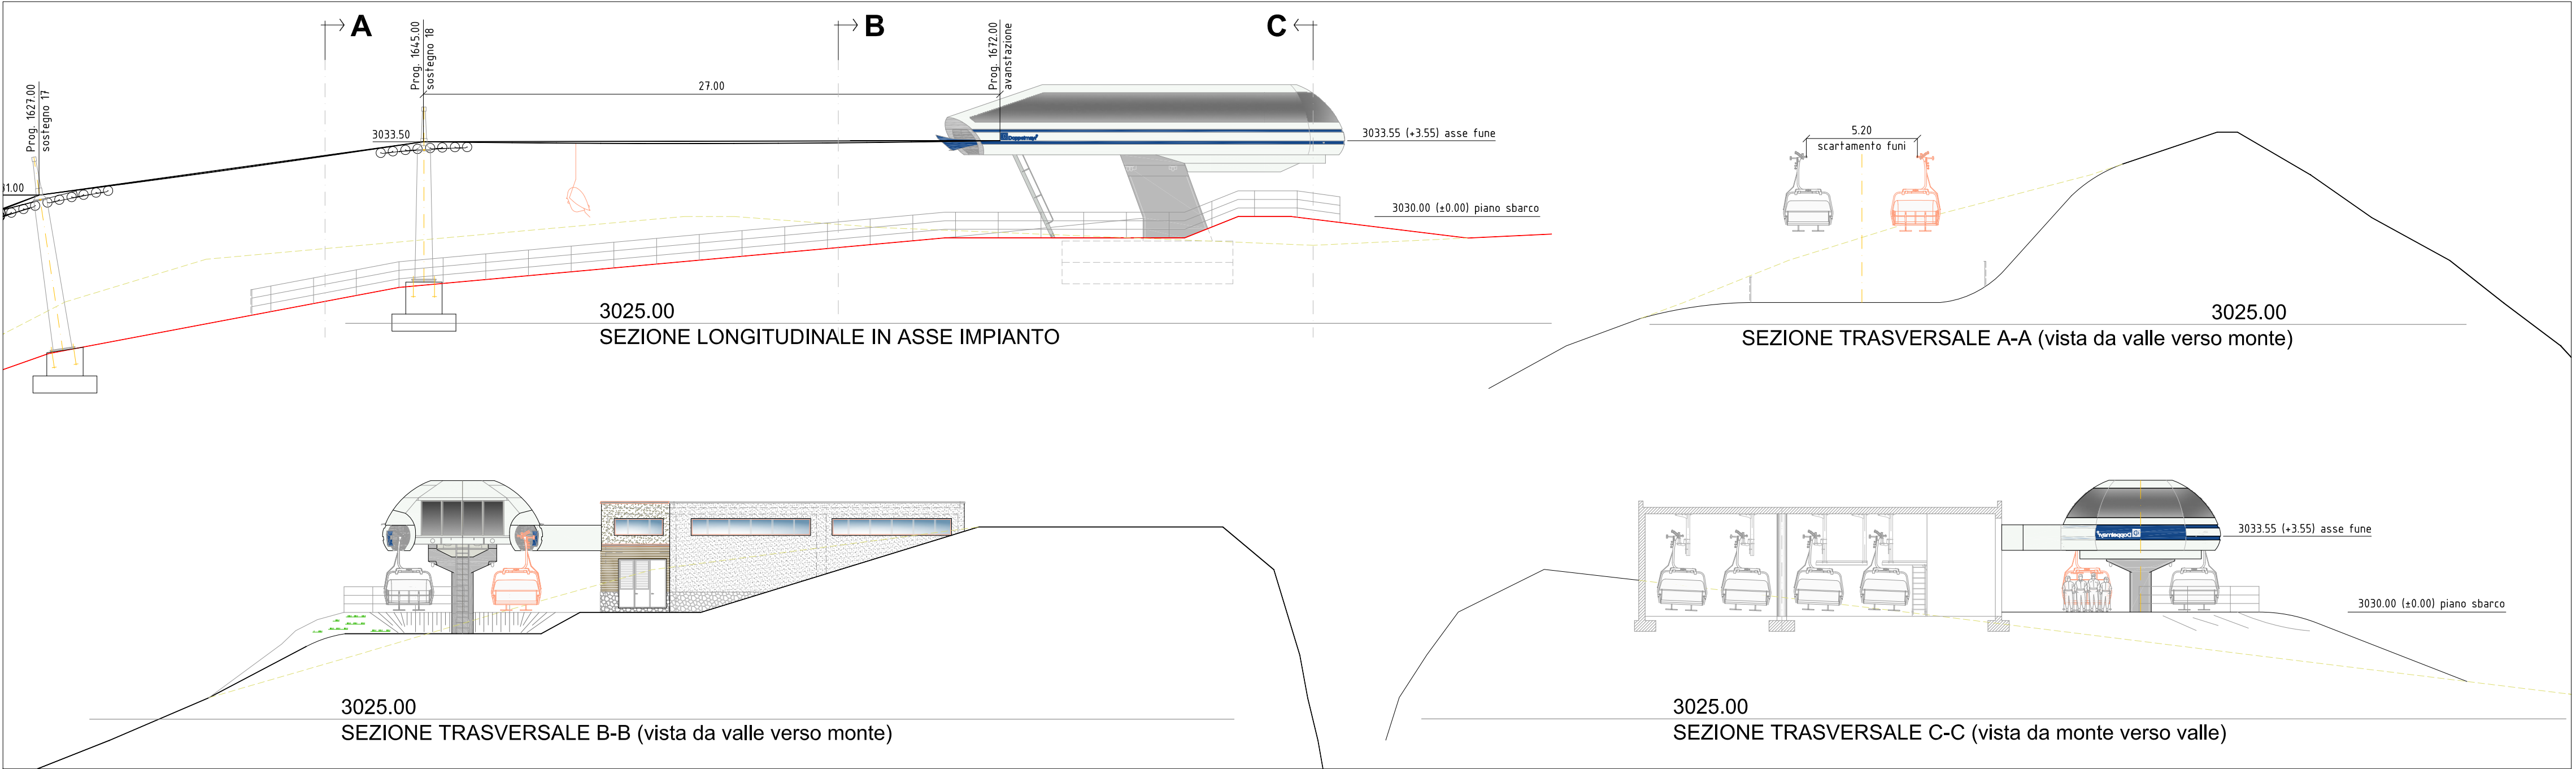 A
B
C
Prog. 1627.00
sostegno 17
Prog. 1645.00
sostegno 18
Prog. 1672.00
avanstazione
27.00
3033.50
Doppelmayr
3033.55 (+3.55) asse fune
3030.00 (±0.00) piano sbarco
3025.00
SEZIONE LONGITUDINALE IN ASSE IMPIANTO
5.20
scartamento funi
3025.00
SEZIONE TRASVERSALE A-A (vista da valle verso monte)
3025.00
SEZIONE TRASVERSALE B-B (vista da valle verso monte)
Doppelmayr
3033.55 (+3.55) asse fune
3030.00 (±0.00) piano sbarco
3025.00
SEZIONE TRASVERSALE C-C (vista da monte verso valle)